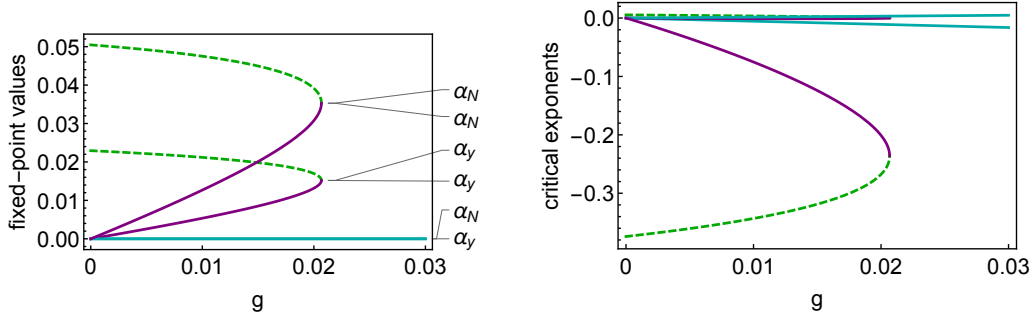 fixed-point values
0.05
0.04
0.03
0.02
0.01
0.00
α_N
α_N
α_y
α_y
α_N
α_y
0
0.01
0.02
0.03
g
critical exponents
0.0
-0.1
-0.2
-0.3
0
0.01
0.02
0.03
g